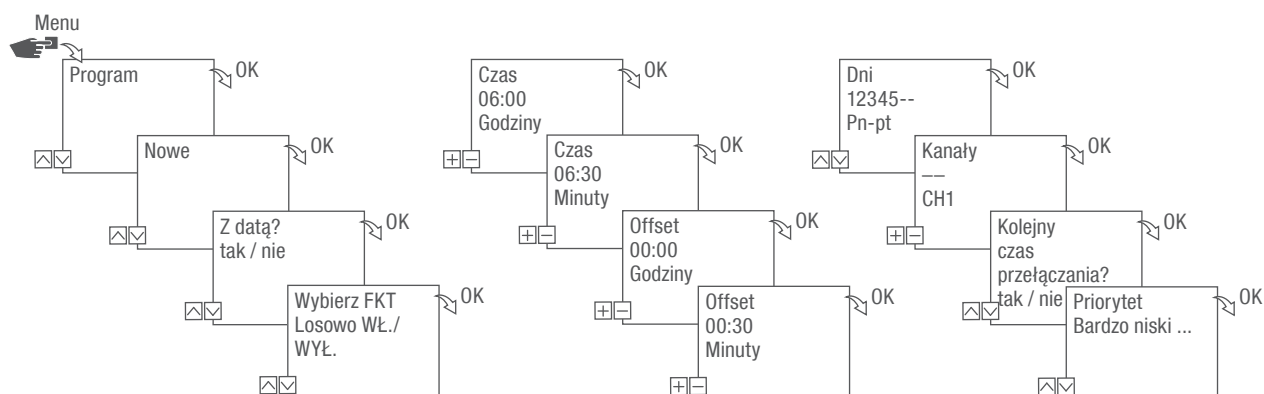 Menu
Program
OK
Nowe
OK
Z datą?
tak / nie
OK
Wybierz FKT
Losowo WŁ./
WYŁ.
OK
Czas
06:00
Godziny
OK
Czas
06:30
Minuty
OK
Offset
00:00
Godziny
OK
Offset
00:30
Minuty
OK
Dni
12345--
Pn-pt
OK
Kanały
––
CH1
OK
Kolejny
czas
przełączania?
tak / nie
OK
Priorytet
Bardzo niski ...
OK